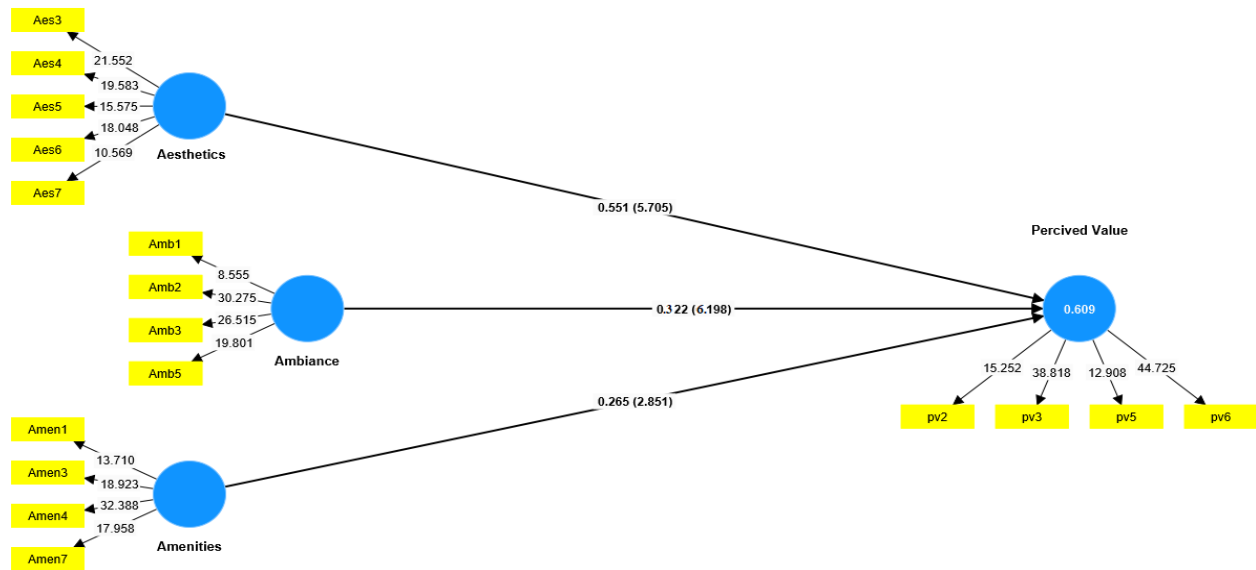 Aes3
21.552
Aes4
19.583
Aes5
15.575
Aes6
18.048
10.569
Aes7
Aesthetics
0.551 (5.705)
Percived Value
Amb1
8.555
Amb2
30.275
Amb3
26.515
19.801
Amb5
Ambiance
0.322 (6.198)
0.609
15.252
38.818
12.908
44.725
pv2
pv3
pv5
pv6
0.265 (2.851)
Amen1
13.710
Amen3
18.923
Amen4
32.388
17.958
Amen7
Amenities